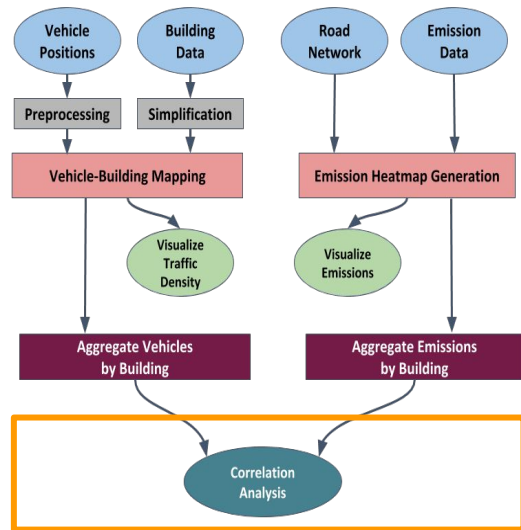 Vehicle
Positions
Building
Data
Road
Network
Emission
Data
Preprocessing
Simplification
Vehicle-Building Mapping
Emission Heatmap Generation
Visualize
Traffic
Density
Visualize
Emissions
Aggregate Vehicles
by Building
Aggregate Emissions
by Building
Correlation
Analysis